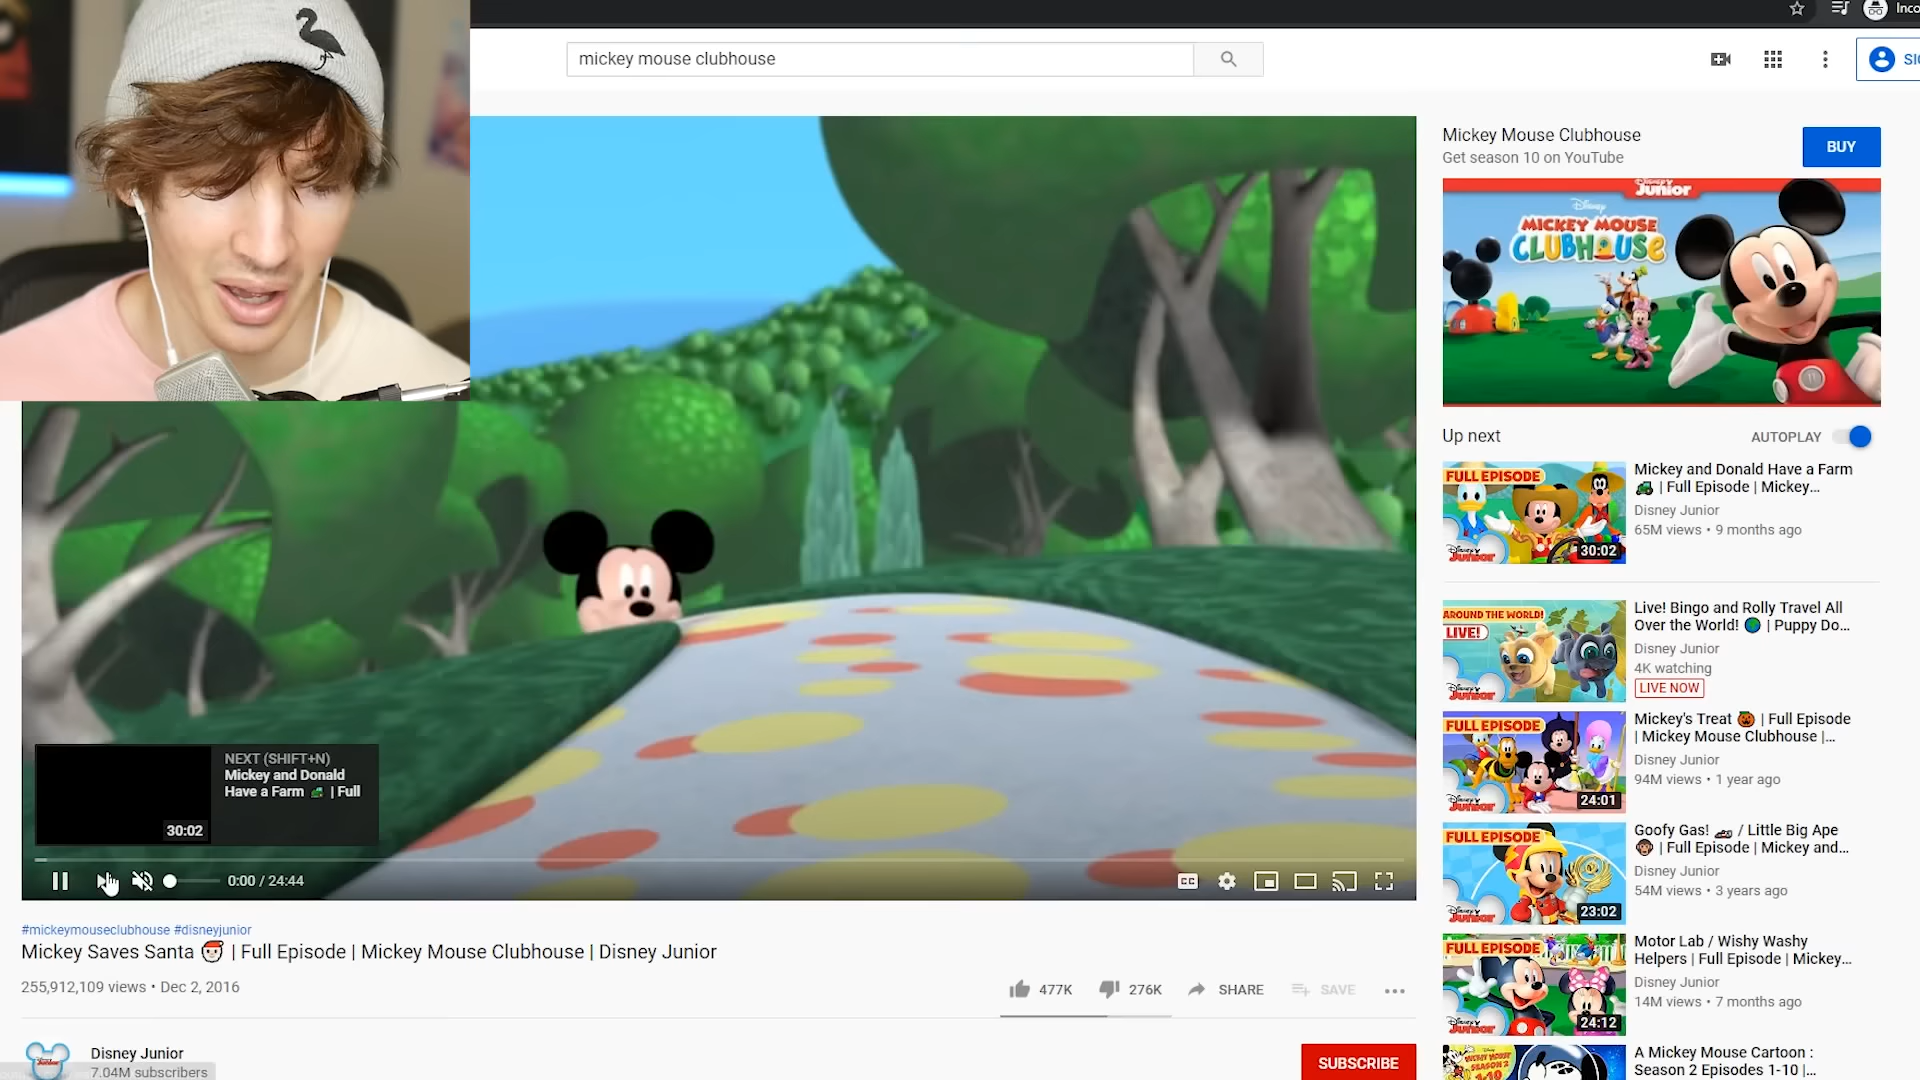 Inco
mickey mouse clubhouse
SIG
Mickey Mouse Clubhouse
Get season 10 on YouTube
BUY
Disney Junior
Disney
MICKEY MOUSE
CLUBHOUSE
Up next
AUTOPLAY
FULL EPISODE
30:02
Mickey and Donald Have a Farm
🚜 | Full Episode | Mickey...
Disney Junior
65M views • 9 months ago
AROUND THE WORLD!
LIVE!
Live! Bingo and Rolly Travel All
Over the World! 🌎 | Puppy Do...
Disney Junior
4K watching
LIVE NOW
FULL EPISODE
24:01
Mickey's Treat 🎃 | Full Episode
| Mickey Mouse Clubhouse |...
Disney Junior
94M views • 1 year ago
FULL EPISODE
23:02
Goofy Gas! 🏎️ / Little Big Ape
🐵 | Full Episode | Mickey and...
Disney Junior
54M views • 3 years ago
FULL EPISODE
24:12
Motor Lab / Wishy Washy
Helpers | Full Episode | Mickey...
Disney Junior
14M views • 7 months ago
A Mickey Mouse Cartoon :
Season 2 Episodes 1-10 |...
NEXT (SHIFT+N)
Mickey and Donald
Have a Farm 🚜 | Full
30:02
0:00 / 24:44
CC
#mickeymouseclubhouse #disneyjunior
Mickey Saves Santa 🎅 | Full Episode | Mickey Mouse Clubhouse | Disney Junior
255,912,109 views • Dec 2, 2016
477K
276K
SHARE
SAVE
Disney Junior
7.04M subscribers
SUBSCRIBE